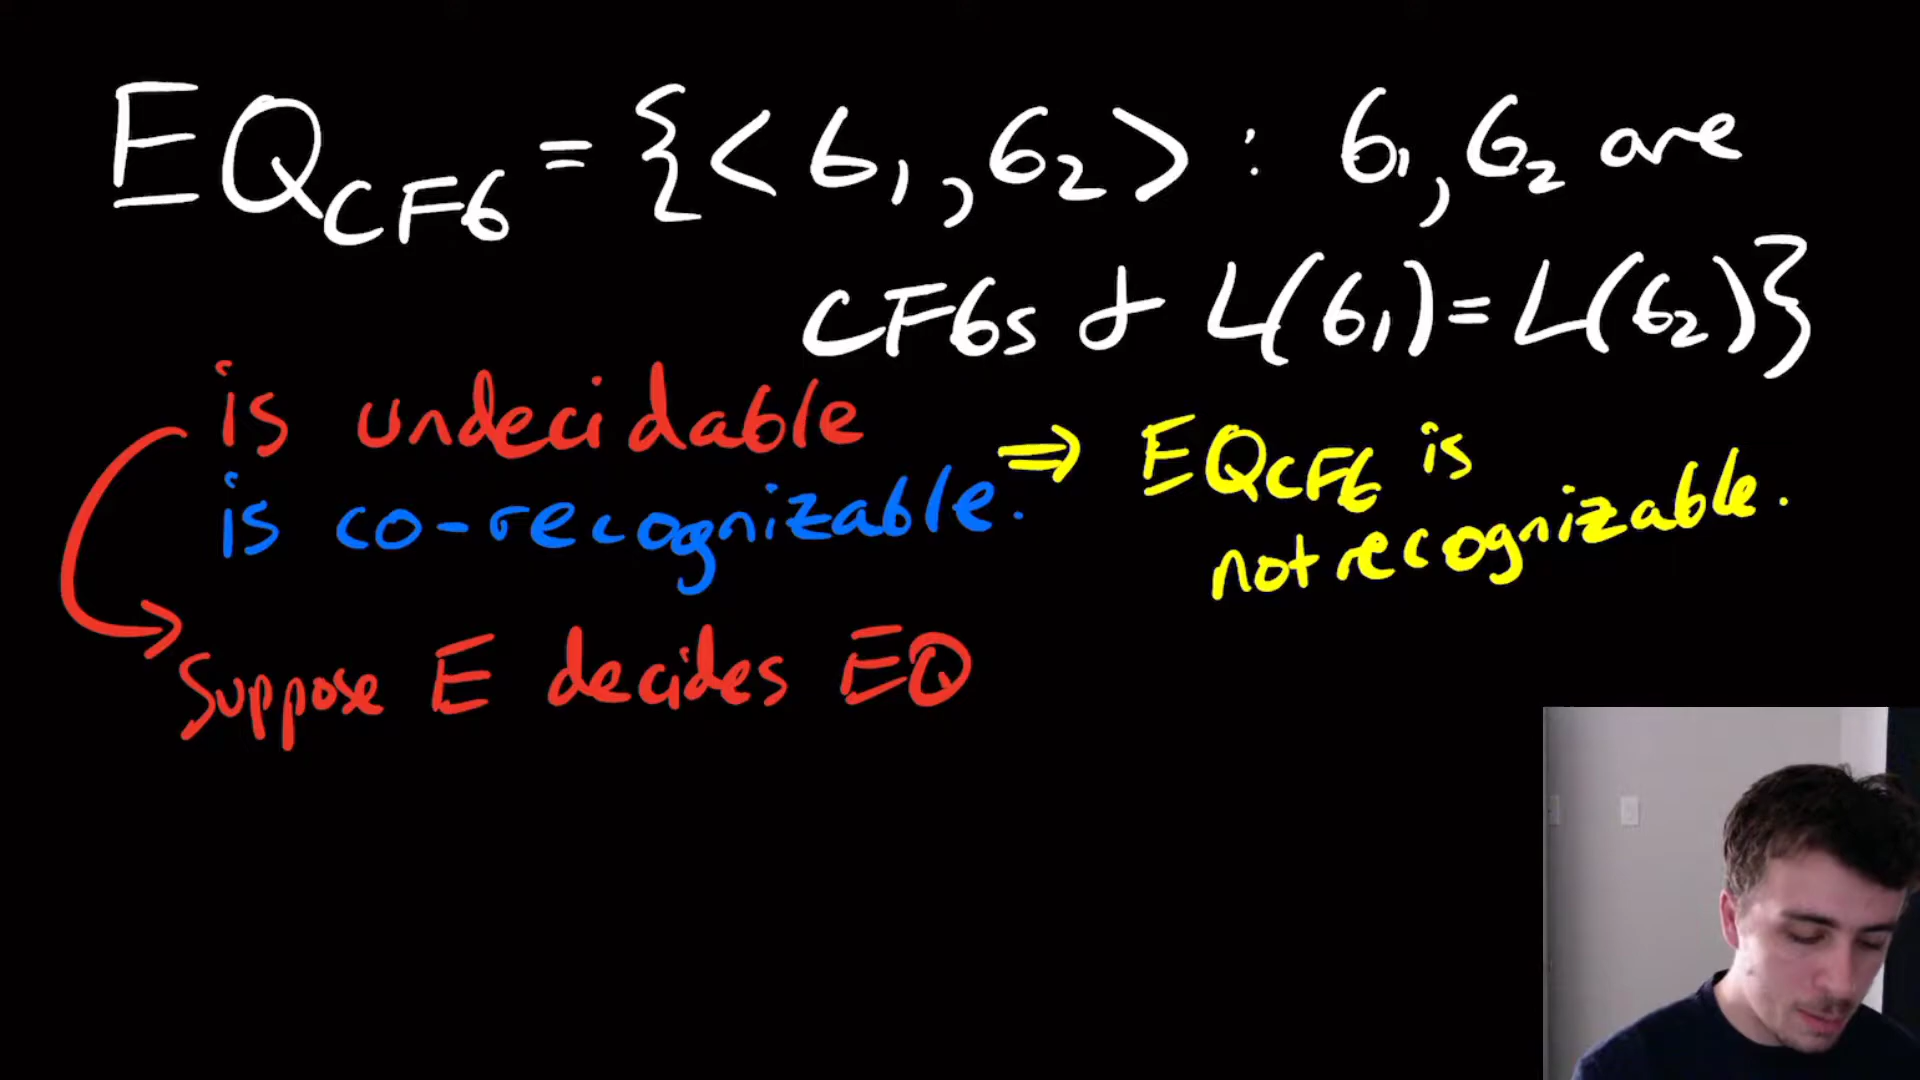 EQ_CFG = {<G₁, G₂> : G₁, G₂ are
CFGs & L(G₁) = L(G₂)}
is undecidable
is co-recognizable. ⇒ EQ_CFG is
not recognizable.
Suppose E decides EQ